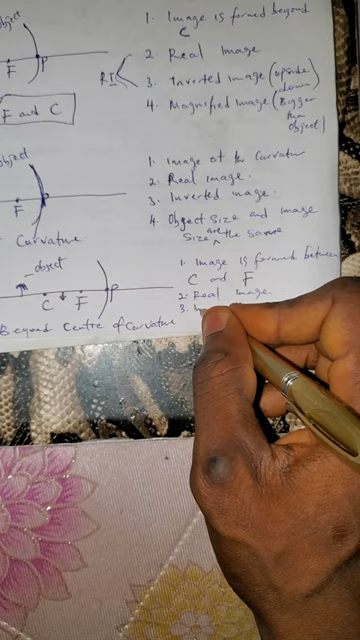 object
F
P
F and C
RI
1. Image is formed beyond
C
2. Real Image
3. Inverted image (upside
down)
4. Magnified image (Bigger
than
object)
object
F
P
Curvature
1. Image at the Curvature
2. Real image.
3. Inverted image.
4. Object size and image
size are the same
object
C F P
Beyond Centre of Curvature
1. Image is formed between
C and F
2. Real Image
3. I